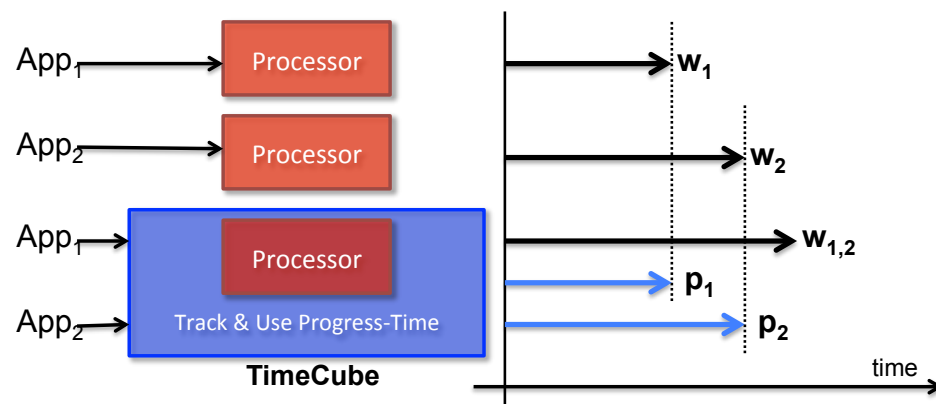 App₁
Processor
w₁
App₂
Processor
w₂
App₁
Processor
w₁,₂
p₁
App₂
Track & Use Progress-Time
p₂
TimeCube
time